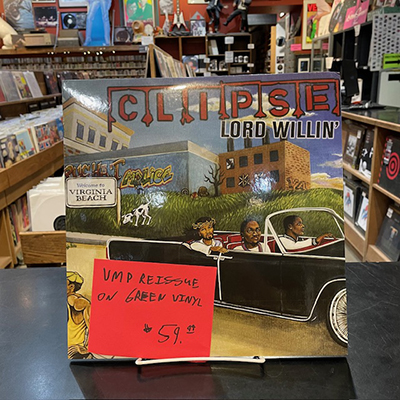 CLIPSE
LORD WILLIN'
Welcome to
VIRGINIA
BEACH
VMP REISSUE
ON GREEN VINYL
$59.99